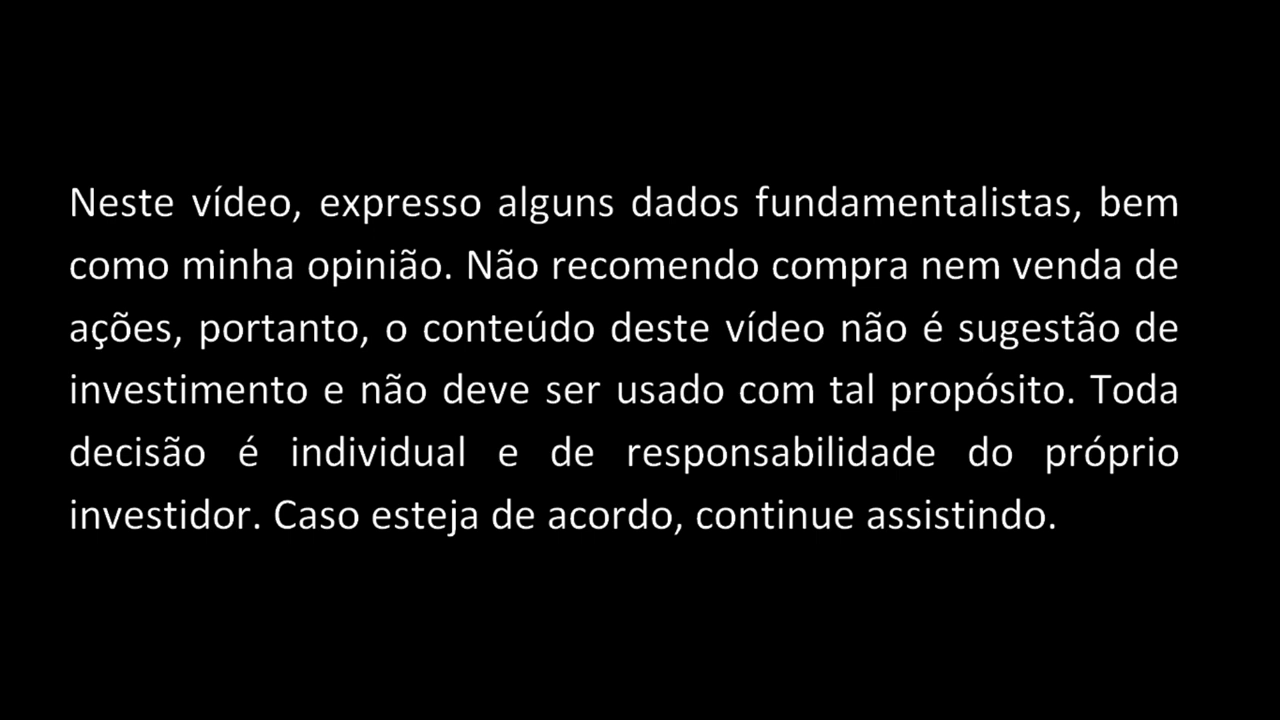 Neste vídeo, expresso alguns dados fundamentalistas, bem
como minha opinião. Não recomendo compra nem venda de
ações, portanto, o conteúdo deste vídeo não é sugestão de
investimento e não deve ser usado com tal propósito. Toda
decisão é individual e de responsabilidade do próprio
investidor. Caso esteja de acordo, continue assistindo.